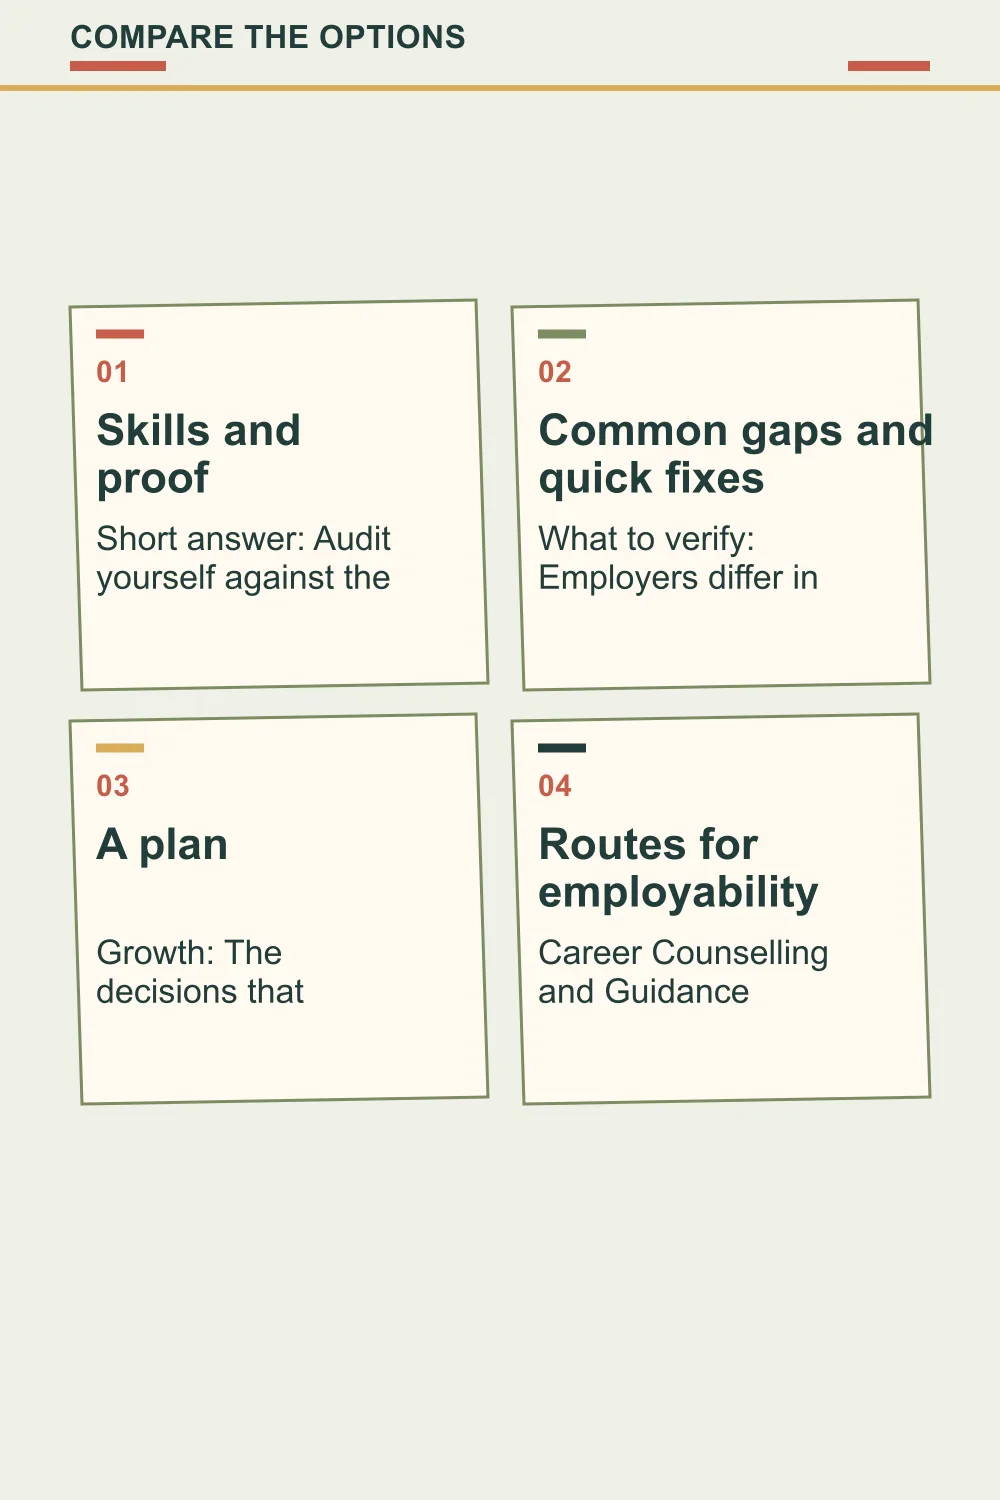 COMPARE THE OPTIONS
01
Skills and
proof
Short answer: Audit
yourself against the
02
Common gaps and
quick fixes
What to verify:
Employers differ in
03
A plan
Growth: The
decisions that
04
Routes for
employability
Career Counselling
and Guidance